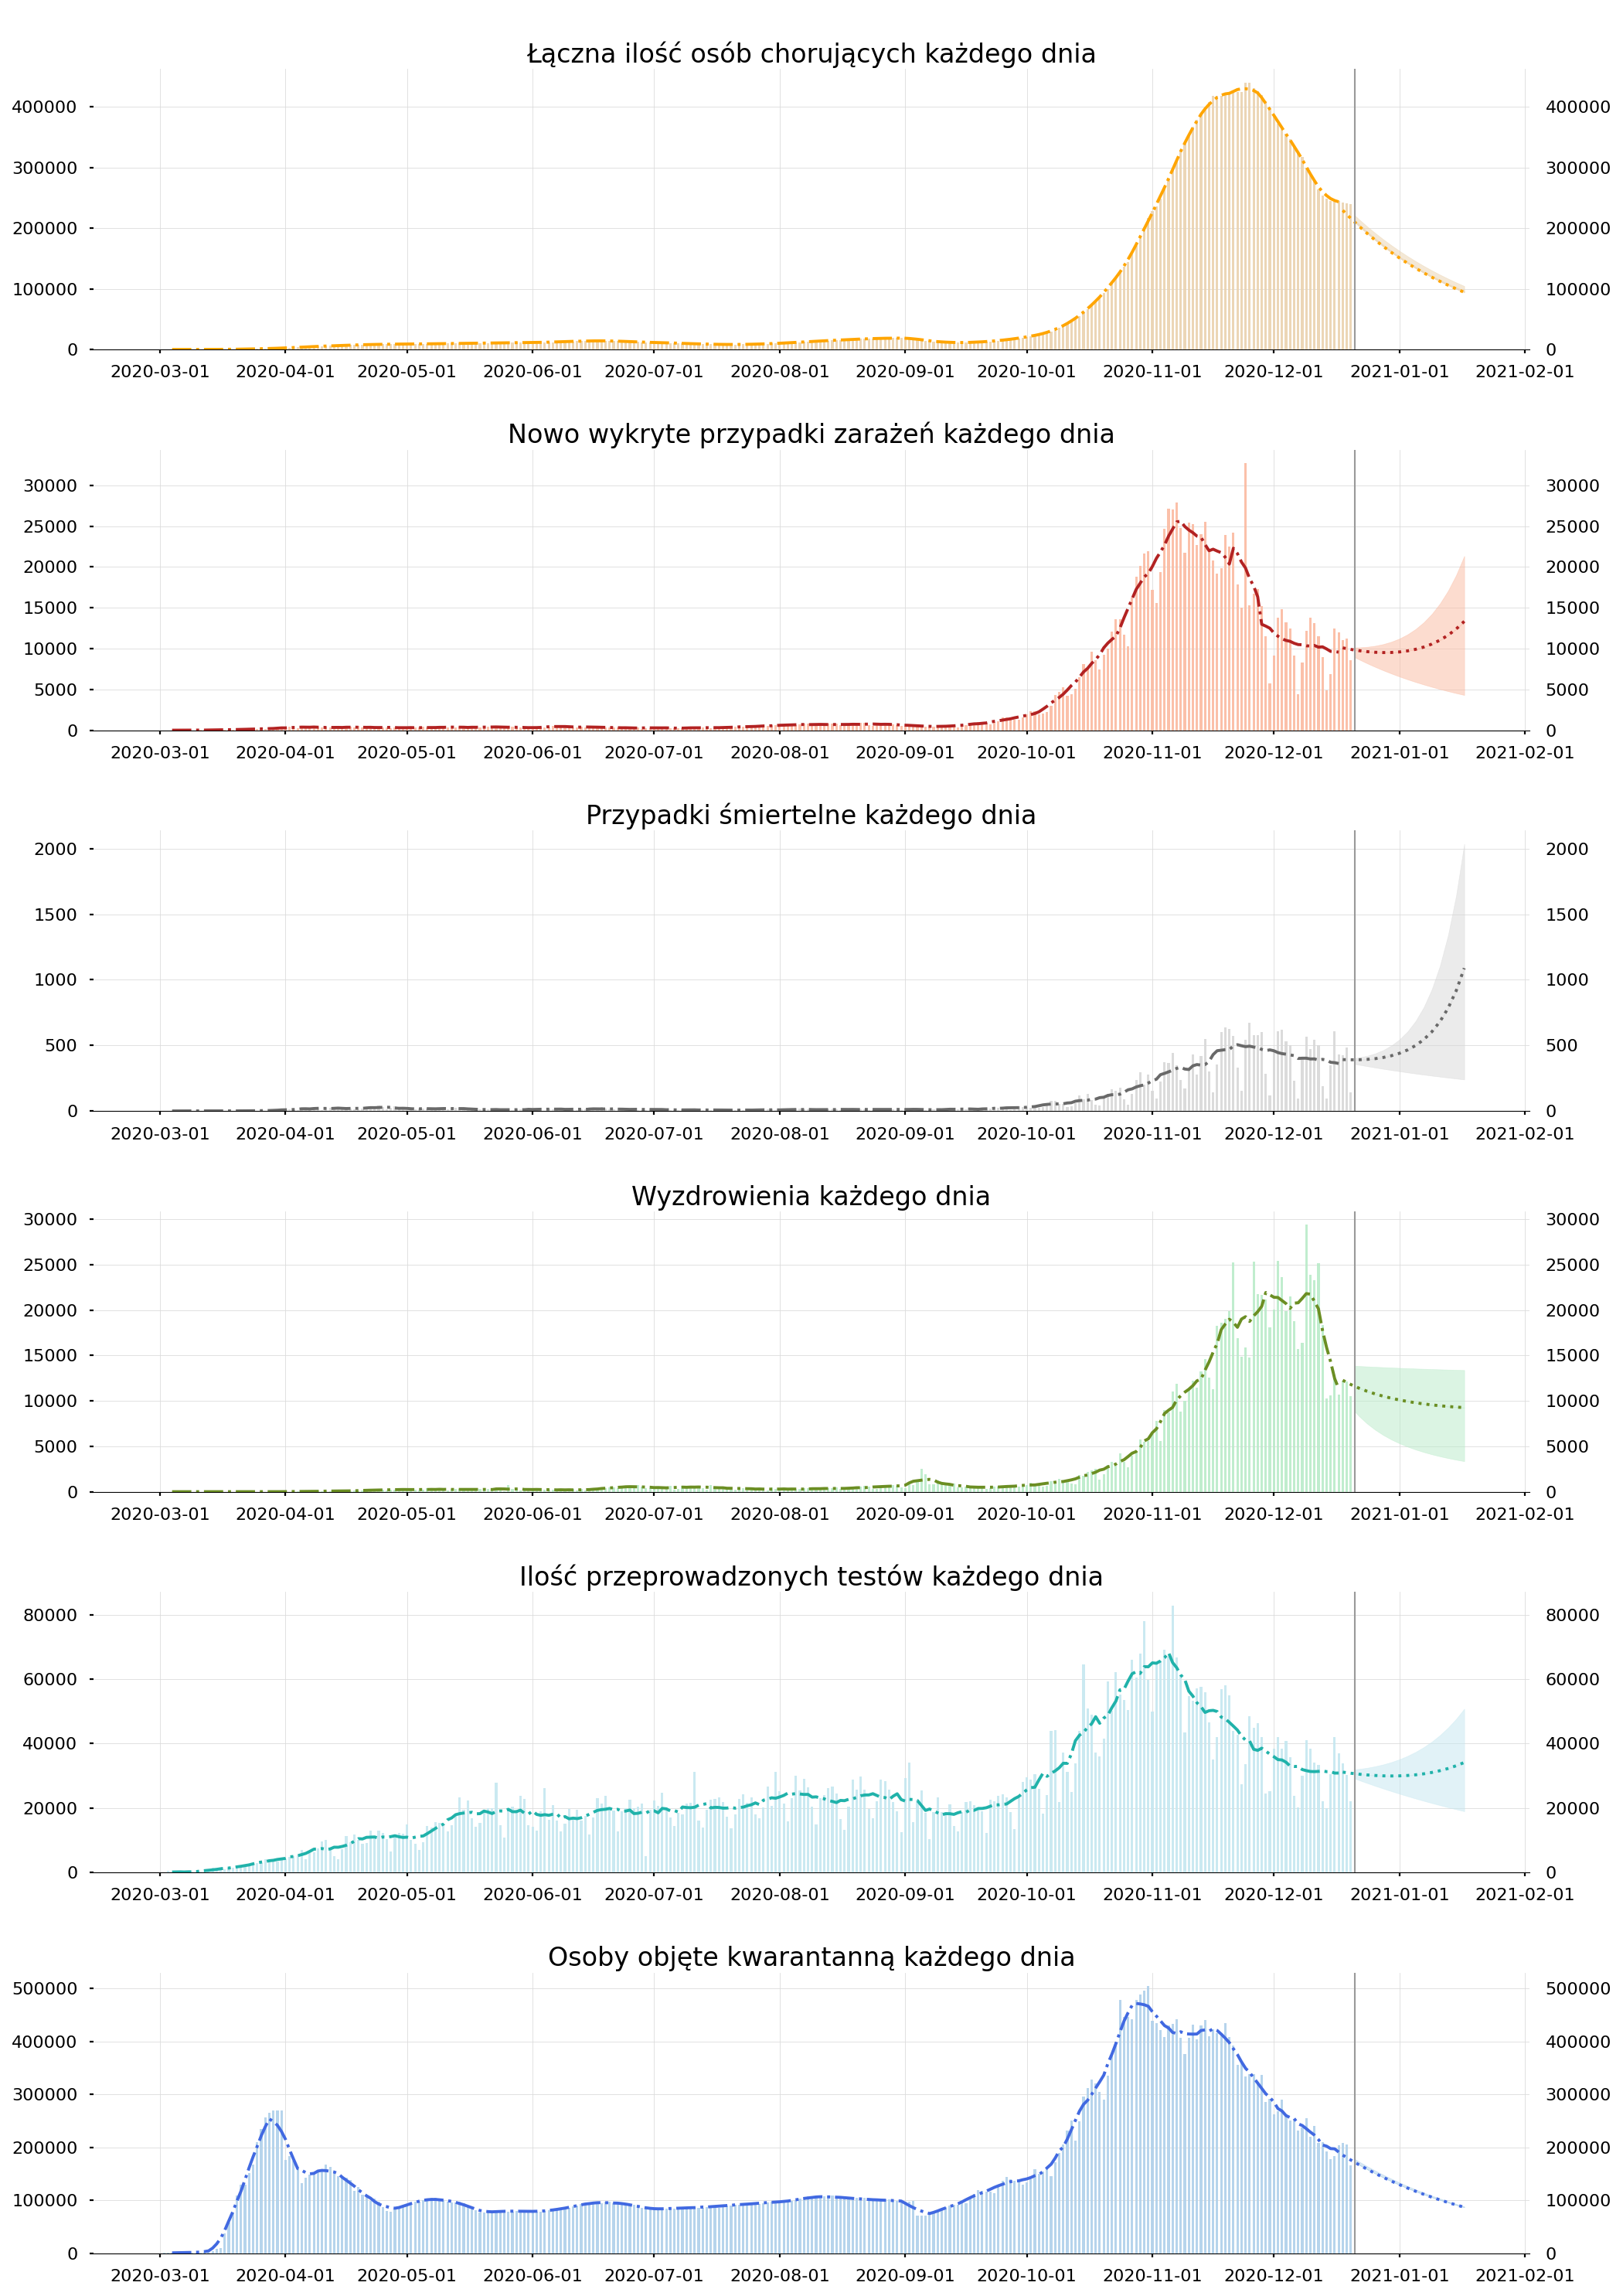 Łączna ilość osób chorujących każdego dnia
400000 400000
300000 300000
200000 200000
100000 100000
0 0
2020-03-01 2020-04-01 2020-05-01 2020-06-01 2020-07-01 2020-08-01 2020-09-01 2020-10-01 2020-11-01 2020-12-01 2021-01-01 2021-02-01
Nowo wykryte przypadki zarażeń każdego dnia
30000 30000
25000 25000
20000 20000
15000 15000
10000 10000
5000 5000
0 0
2020-03-01 2020-04-01 2020-05-01 2020-06-01 2020-07-01 2020-08-01 2020-09-01 2020-10-01 2020-11-01 2020-12-01 2021-01-01 2021-02-01
Przypadki śmiertelne każdego dnia
2000 2000
1500 1500
1000 1000
500 500
0 0
2020-03-01 2020-04-01 2020-05-01 2020-06-01 2020-07-01 2020-08-01 2020-09-01 2020-10-01 2020-11-01 2020-12-01 2021-01-01 2021-02-01
Wyzdrowienia każdego dnia
30000 30000
25000 25000
20000 20000
15000 15000
10000 10000
5000 5000
0 0
2020-03-01 2020-04-01 2020-05-01 2020-06-01 2020-07-01 2020-08-01 2020-09-01 2020-10-01 2020-11-01 2020-12-01 2021-01-01 2021-02-01
Ilość przeprowadzonych testów każdego dnia
80000 80000
60000 60000
40000 40000
20000 20000
0 0
2020-03-01 2020-04-01 2020-05-01 2020-06-01 2020-07-01 2020-08-01 2020-09-01 2020-10-01 2020-11-01 2020-12-01 2021-01-01 2021-02-01
Osoby objęte kwarantanną każdego dnia
500000 500000
400000 400000
300000 300000
200000 200000
100000 100000
0 0
2020-03-01 2020-04-01 2020-05-01 2020-06-01 2020-07-01 2020-08-01 2020-09-01 2020-10-01 2020-11-01 2020-12-01 2021-01-01 2021-02-01